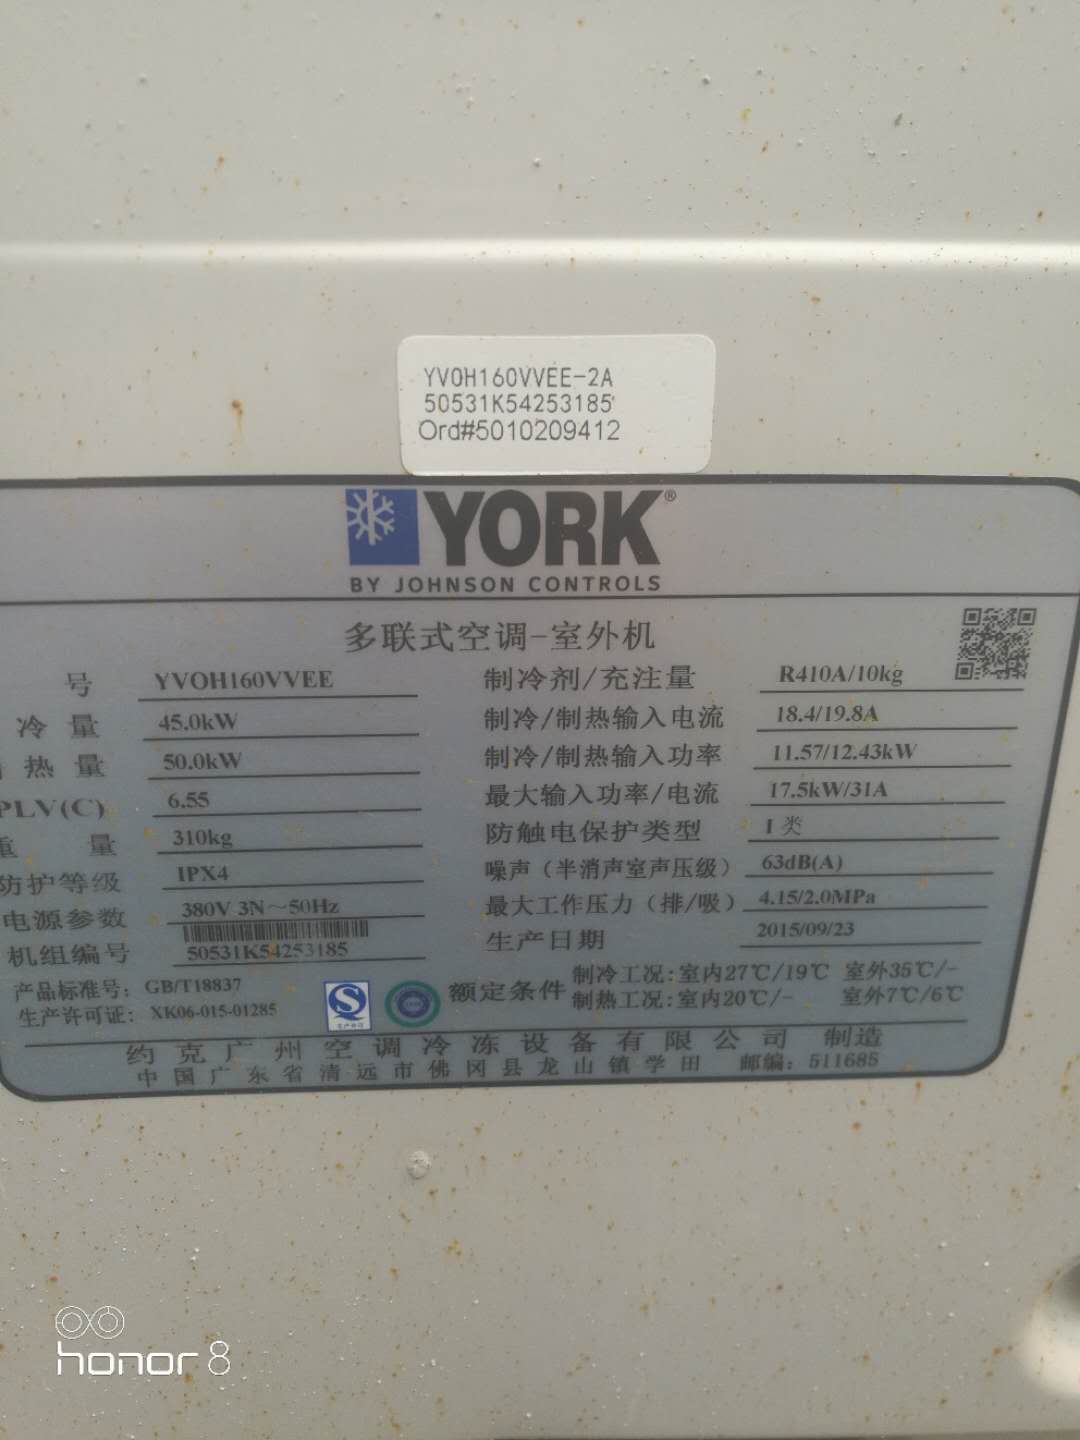 YVOH160VVEE-2A
50531K54253185
Ord#5010209412
YORK®
BY JOHNSON CONTROLS
多联式空调-室外机
号 YVOH160VVEE 制冷剂/充注量 R410A/10kg
冷量 45.0kW 制冷/制热输入电流 18.4/19.8A
热量 50.0kW 制冷/制热输入功率 11.57/12.43kW
PLV(C) 6.55 最大输入功率/电流 17.5kW/31A
重量 310kg 防触电保护类型 I类
防护等级 IPX4 噪声(半消声室声压级) 63dB(A)
电源参数 380V 3N~50Hz 最大工作压力(排/吸) 4.15/2.0MPa
机组编号 50531K54253185 生产日期 2015/09/23
产品标准号: GB/T18837 额定条件 制冷工况:室内27℃/19℃ 室外35℃/-
生产许可证: XK06-015-01285 制热工况:室内20℃/- 室外7℃/6℃
约克广州空调冷冻设备有限公司 制造
中国广东省清远市佛冈县龙山镇学田 邮编:511685
honor 8